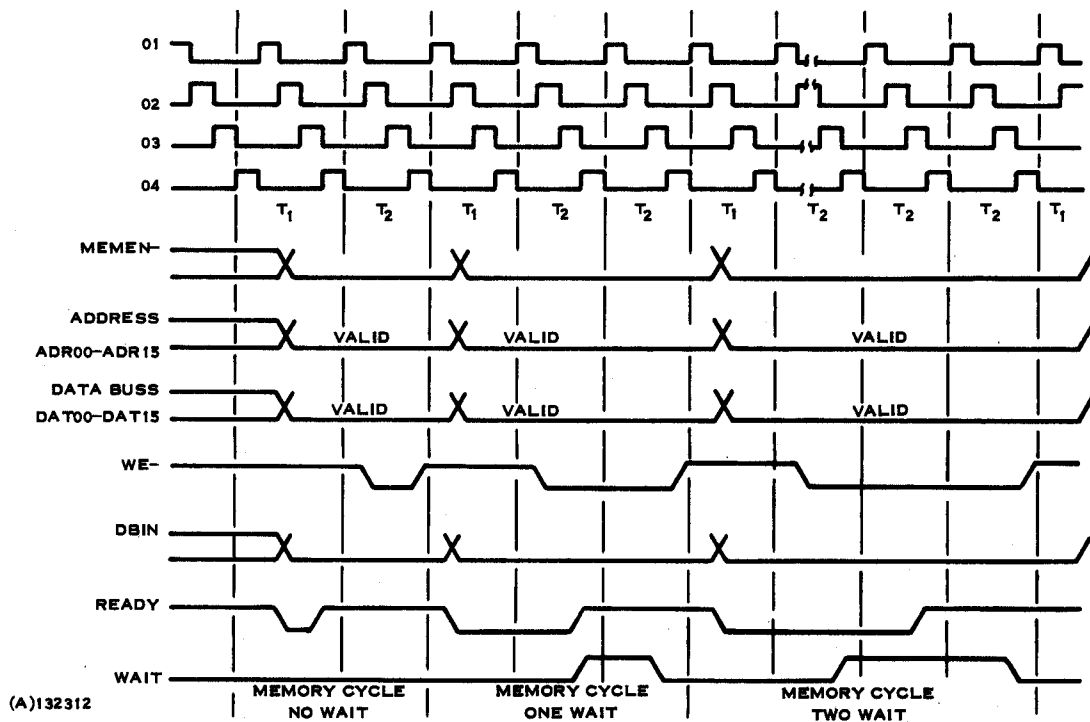 01
02
03
04
T1 T2 T1 T2 T2 T1 T2 T2 T2 T1
MEMEN-
ADDRESS
ADR00-ADR15
VALID VALID VALID
DATA BUSS
DAT00-DAT15
VALID VALID VALID
WE-
DBIN
READY
WAIT
MEMORY CYCLE
NO WAIT
MEMORY CYCLE
ONE WAIT
MEMORY CYCLE
TWO WAIT
(A)132312